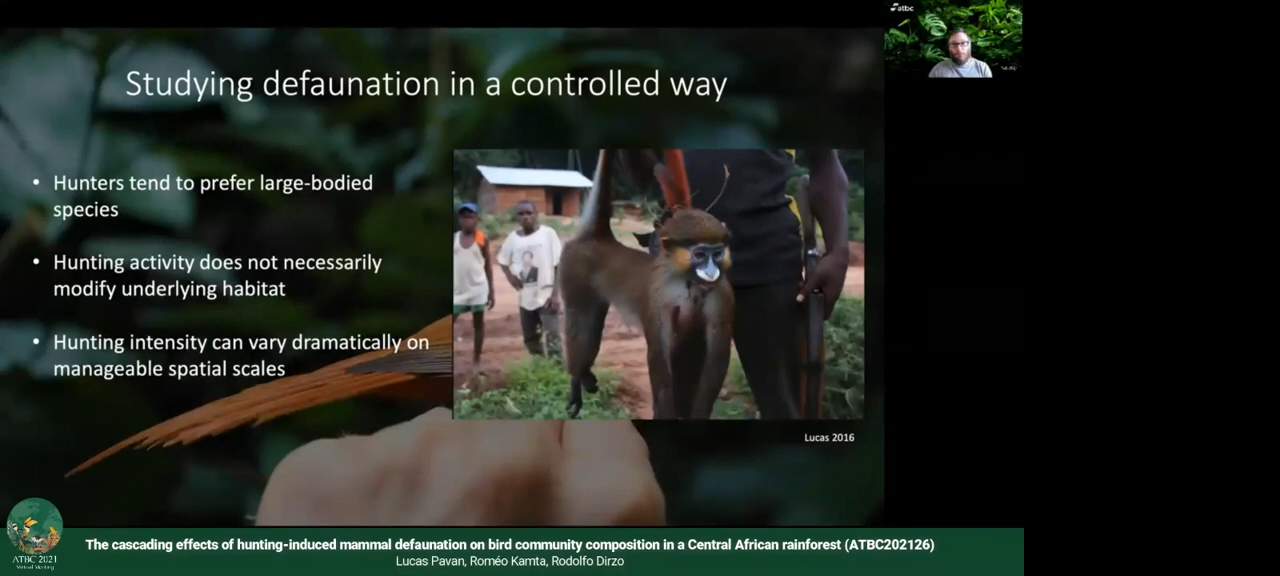 atbc
Studying defaunation in a controlled way
• Hunters tend to prefer large-bodied
species
• Hunting activity does not necessarily
modify underlying habitat
• Hunting intensity can vary dramatically on
manageable spatial scales
Lucas 2016
ATBC 2021
Virtual Meeting
The cascading effects of hunting-induced mammal defaunation on bird community composition in a Central African rainforest (ATBC202126)
Lucas Pavan, Roméo Kamta, Rodolfo Dirzo